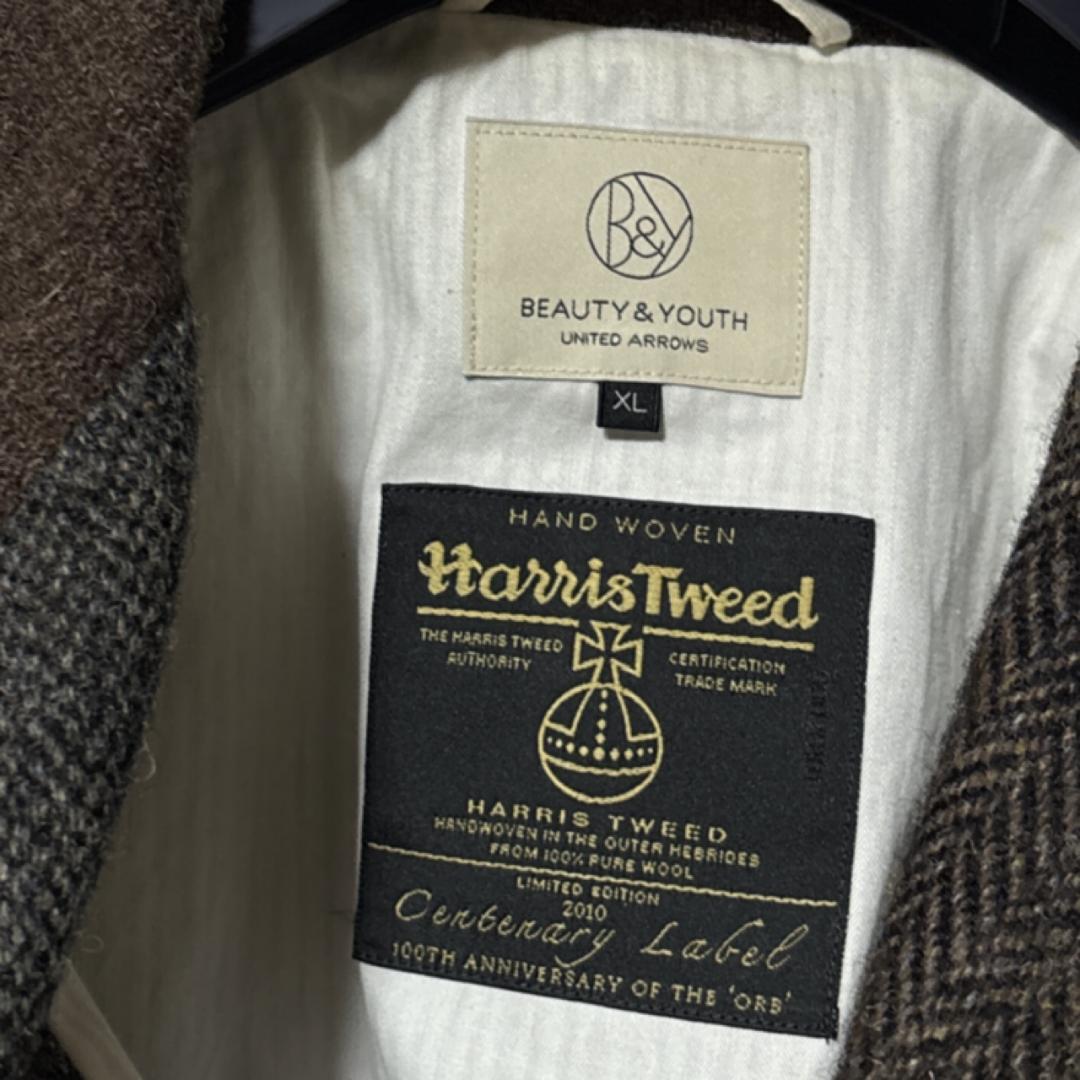 B&Y
BEAUTY & YOUTH
UNITED ARROWS
XL
HAND WOVEN
Harris Tweed
THE HARRIS TWEED
AUTHORITY
CERTIFICATION
TRADE MARK
HARRIS TWEED
HANDWOVEN IN THE OUTER HEBRIDES
FROM 100% PURE WOOL
LIMITED EDITION
2010
Centenary Label
100TH ANNIVERSARY OF THE 'ORB'